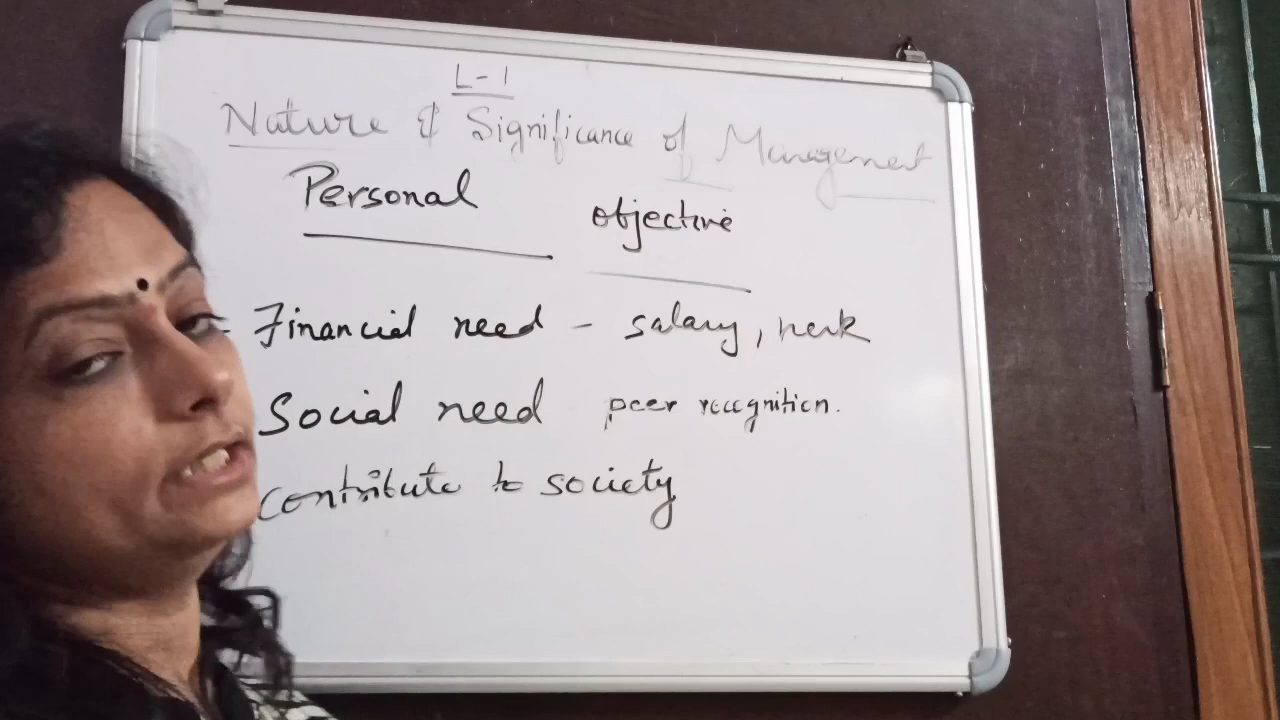 L-1
Nature & Significance of Management
Personal objective
Financial need - salary, perk
Social need peer recognition.
contribute to society